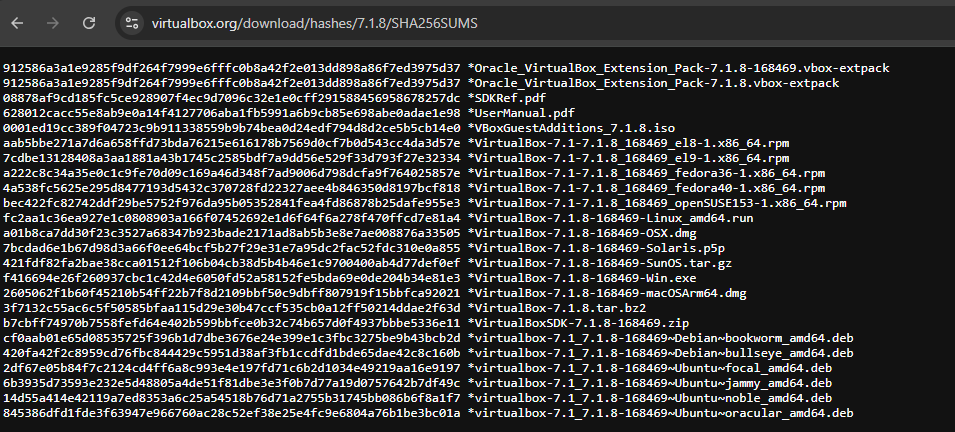 virtualbox.org/download/hashes/7.1.8/SHA256SUMS
912586a3a1e9285f9df264f7999e6fffc0b8a42f2e013dd898a86f7ed3975d37 *Oracle_VirtualBox_Extension_Pack-7.1.8-168469.vbox-extpack
912586a3a1e9285f9df264f7999e6fffc0b8a42f2e013dd898a86f7ed3975d37 *Oracle_VirtualBox_Extension_Pack-7.1.8.vbox-extpack
08878af9cd185fc5ce928907f4ec9d7096c32e1e0cff291588456958678257dc *SDKRef.pdf
628012cacc55e8ab9e0a14f4127706aba1fb5991a6b9cb85e698abe0adae1e98 *UserManual.pdf
0001ed19cc389f04723c9b911338559b9b74bea0d24edf794d8d2ce5b5cb14e0 *VBoxGuestAdditions_7.1.8.iso
aab5bbe271a7d6a658ffd73bda76215e616178b7569d0cf7b0d543cc4da3d57e *VirtualBox-7.1-7.1.8_168469_el8-1.x86_64.rpm
7cdbe13128408a3aa1881a43b1745c2585bdf7a9dd56e529f33d793f27e32334 *VirtualBox-7.1-7.1.8_168469_el9-1.x86_64.rpm
a222c8c34a35e0c1c9fe70d09c169a46d348f7ad9006d798dcfa9f764025857e *VirtualBox-7.1-7.1.8_168469_fedora36-1.x86_64.rpm
4a538fc5625e295d8477193d5432c370728fd22327aee4b846350d8197bcf818 *VirtualBox-7.1-7.1.8_168469_fedora40-1.x86_64.rpm
bec422fc82742ddf29be5752f976da95b05352841fea4fd86878b25dafe955e3 *VirtualBox-7.1-7.1.8_168469_openSUSE153-1.x86_64.rpm
fc2aa1c36ea927e1c0808903a166f07452692e1d6f64f6a278f470ffcd7e81a4 *VirtualBox-7.1.8-168469-Linux_amd64.run
a01b8ca7dd30f23c3527a68347b923bade2171ad8ab5b3e8e7ae008876a33505 *VirtualBox-7.1.8-168469-OSX.dmg
7bcdad6e1b67d98d3a66f0ee64bcf5b27f29e31e7a95dc2fac52fdc310e0a855 *VirtualBox-7.1.8-168469-Solaris.p5p
421fdf82fa2bae38cca01512f106b04cb38d5b4b46e1c9700400ab4d77def0ef *VirtualBox-7.1.8-168469-SunOS.tar.gz
f416694e26f260937cbc1c42d4e6050fd52a58152fe5bda69e0de204b34e81e3 *VirtualBox-7.1.8-168469-Win.exe
2605062f1b60f45210b54ff22b7f8d2109bbf50c9dbff807919f15bbfca92021 *VirtualBox-7.1.8-168469-macOSArm64.dmg
3f7132c55ac6c5f50585bfaa115d29e30b47ccf535cb0a12ff50214ddae2f63d *VirtualBox-7.1.8.tar.bz2
b7cbff74970b7558fefd64e402b599bbfce0b32c74b657d0f4937bbbe5336e11 *VirtualBoxSDK-7.1.8-168469.zip
cf0aab01e65d08535725f396b1d7dbe3676e24e399e1c3fbc3275be9b43bcb2d *virtualbox-7.1_7.1.8-168469~Debian~bookworm_amd64.deb
420fa42f2c8959cd76fbc844429c5951d38af3fb1ccdfd1bde65dae42c8c160b *virtualbox-7.1_7.1.8-168469~Debian~bullseye_amd64.deb
2df67e05b84f7c2124cd4ff6a8c993e4e197fd71c6b2d1034e49219aa16e9197 *virtualbox-7.1_7.1.8-168469~Ubuntu~focal_amd64.deb
6b3935d73593e232e5d48805a4de51f81dbe3e3f0b7d77a19d0757642b7df49c *virtualbox-7.1_7.1.8-168469~Ubuntu~jammy_amd64.deb
14d55a414e42119a7ed8353a6c25a54518b76d71a2755b31745bb086b6f8a1f7 *virtualbox-7.1_7.1.8-168469~Ubuntu~noble_amd64.deb
845386dfd1fde3f63947e966760ac28c52ef38e25e4fc9e6804a76b1be3bc01a *virtualbox-7.1_7.1.8-168469~Ubuntu~oracular_amd64.deb